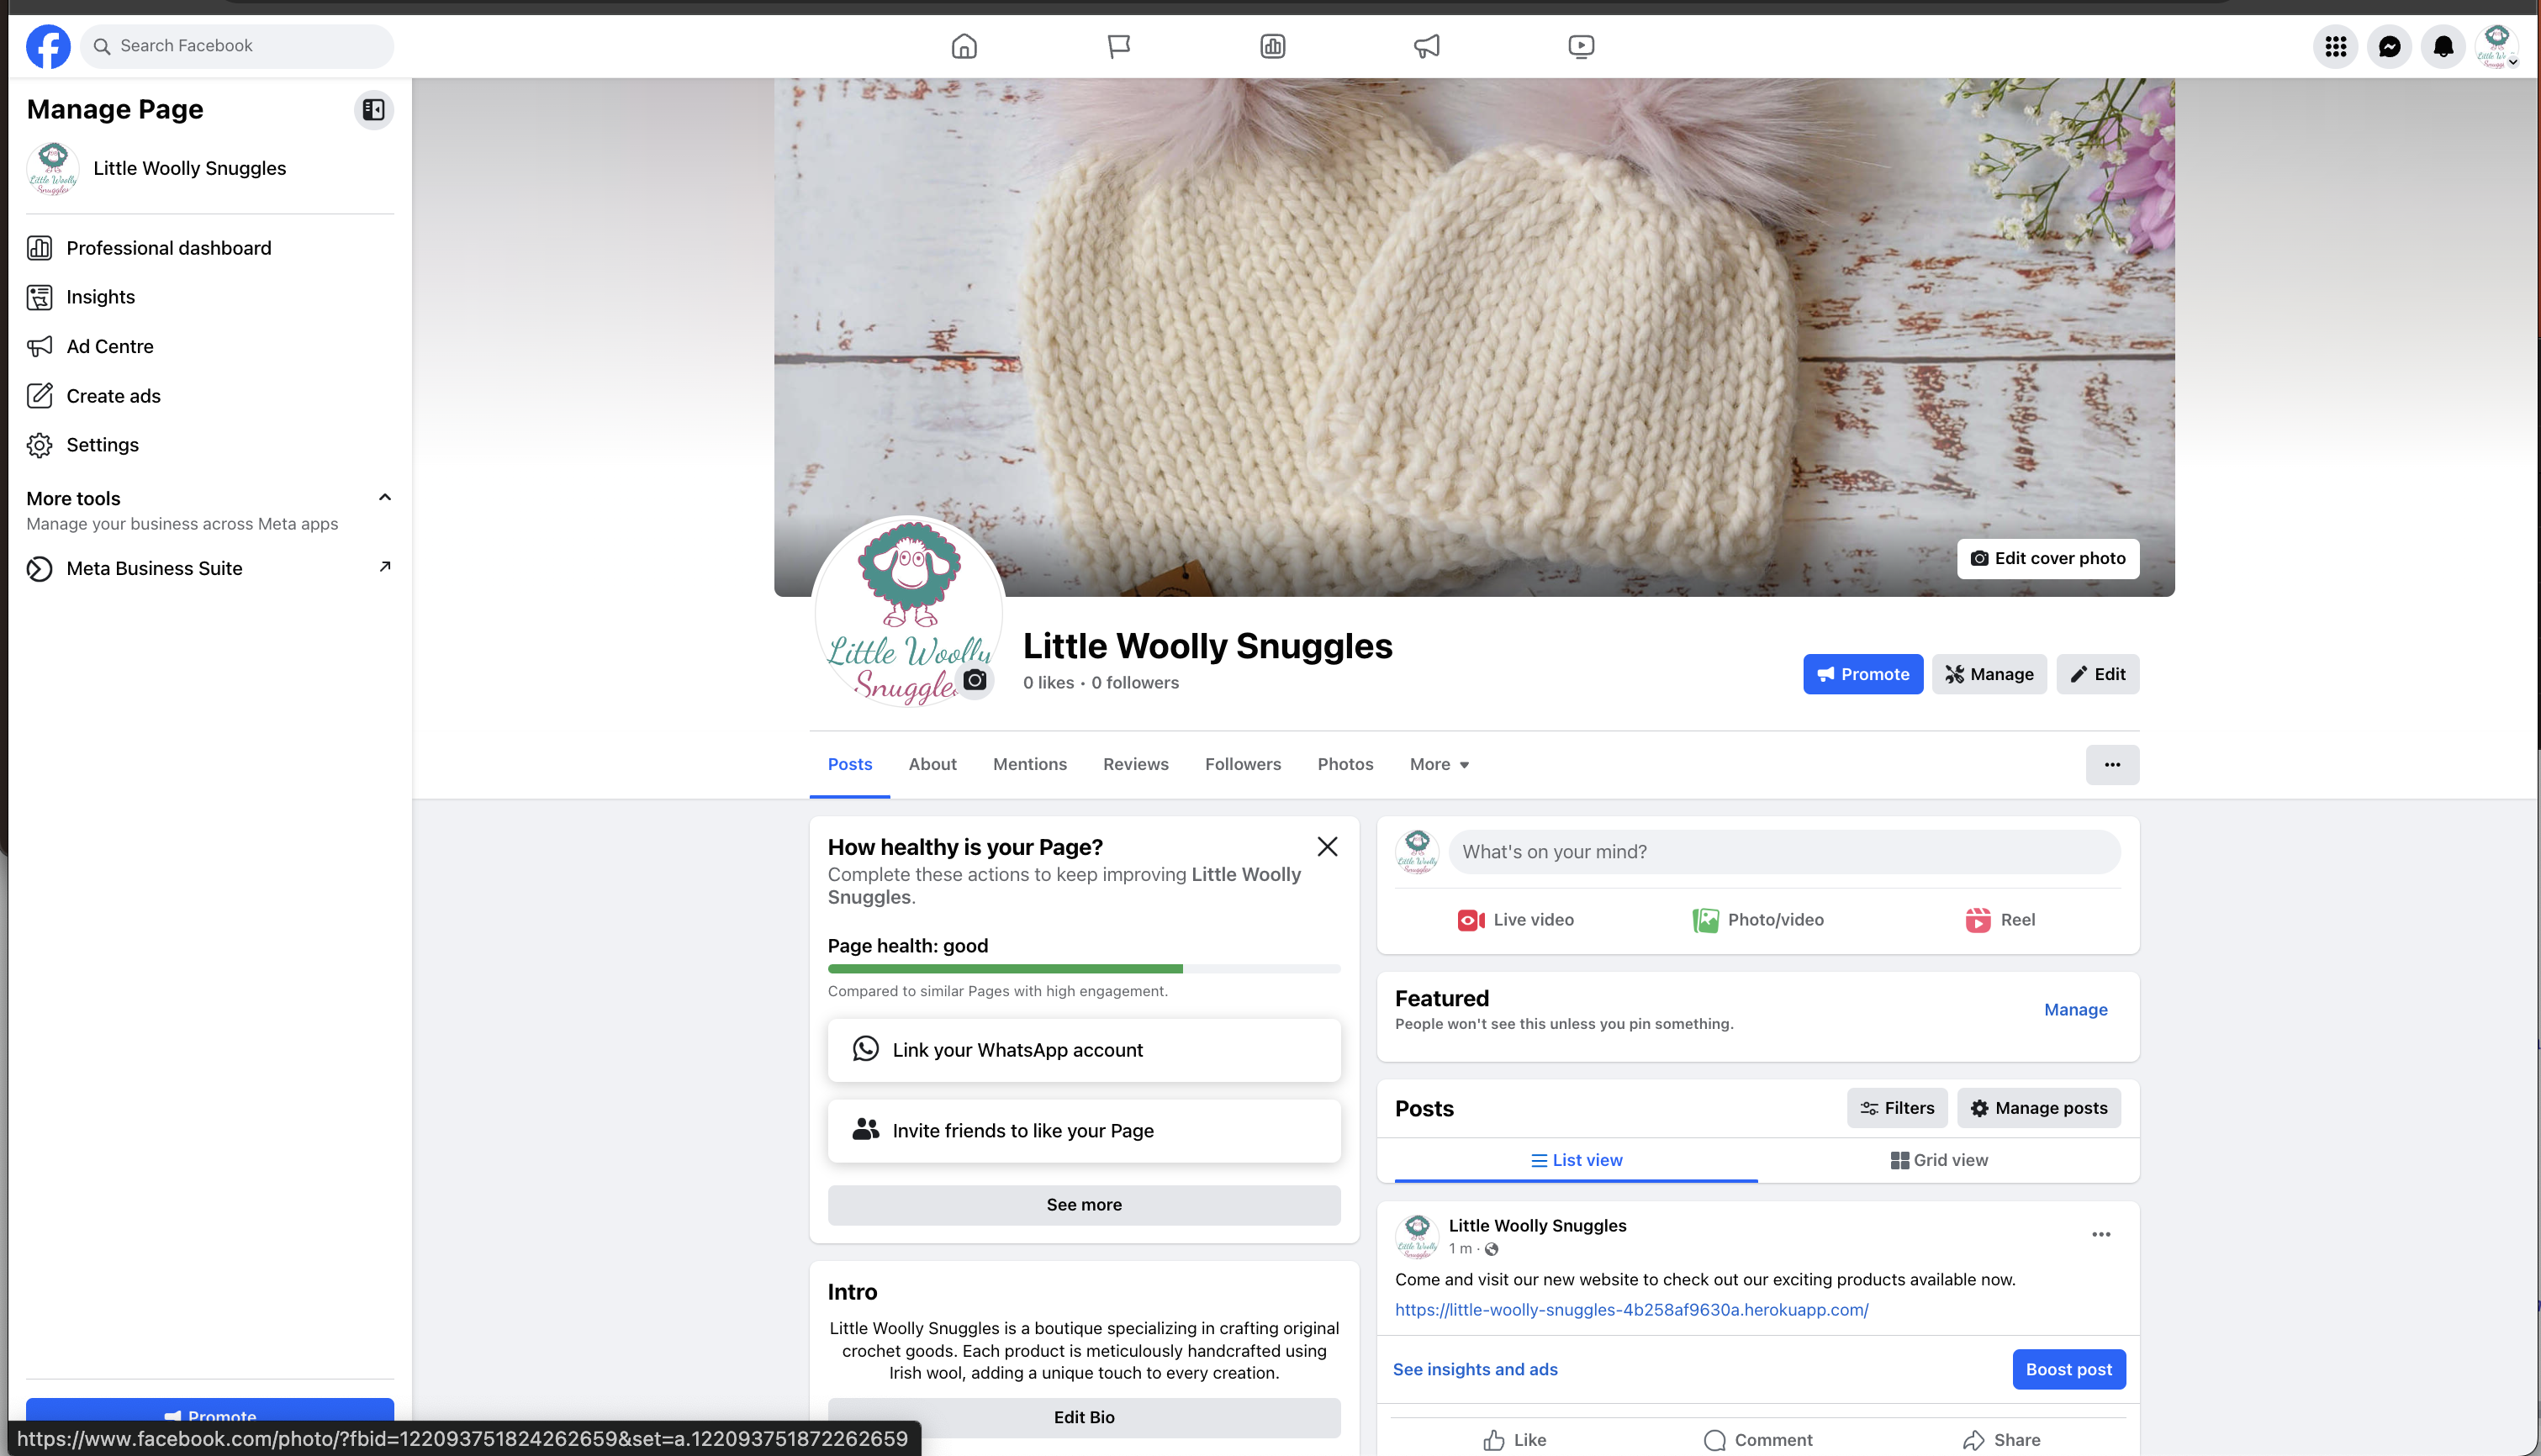 Search Facebook
Manage Page
Little Woolly Snuggles
Professional dashboard
Insights
Ad Centre
Create ads
Settings
More tools
Manage your business across Meta apps
Meta Business Suite
Promote
https://www.facebook.com/photo/?fbid=122093751824262659&set=a.122093751872262659
Edit cover photo
Little Woolly
Snuggles
Little Woolly Snuggles
0 likes • 0 followers
Promote
Manage
Edit
Posts
About
Mentions
Reviews
Followers
Photos
More
How healthy is your Page?
Complete these actions to keep improving Little Woolly
Snuggles.
Page health: good
Compared to similar Pages with high engagement.
Link your WhatsApp account
Invite friends to like your Page
See more
Intro
Little Woolly Snuggles is a boutique specializing in crafting original
crochet goods. Each product is meticulously handcrafted using
Irish wool, adding a unique touch to every creation.
Edit Bio
What's on your mind?
Live video
Photo/video
Reel
Featured
People won't see this unless you pin something.
Manage
Posts
Filters
Manage posts
List view
Grid view
Little Woolly Snuggles
1 m ·
Come and visit our new website to check out our exciting products available now.
https://little-woolly-snuggles-4b258af9630a.herokuapp.com/
See insights and ads
Boost post
Like
Comment
Share